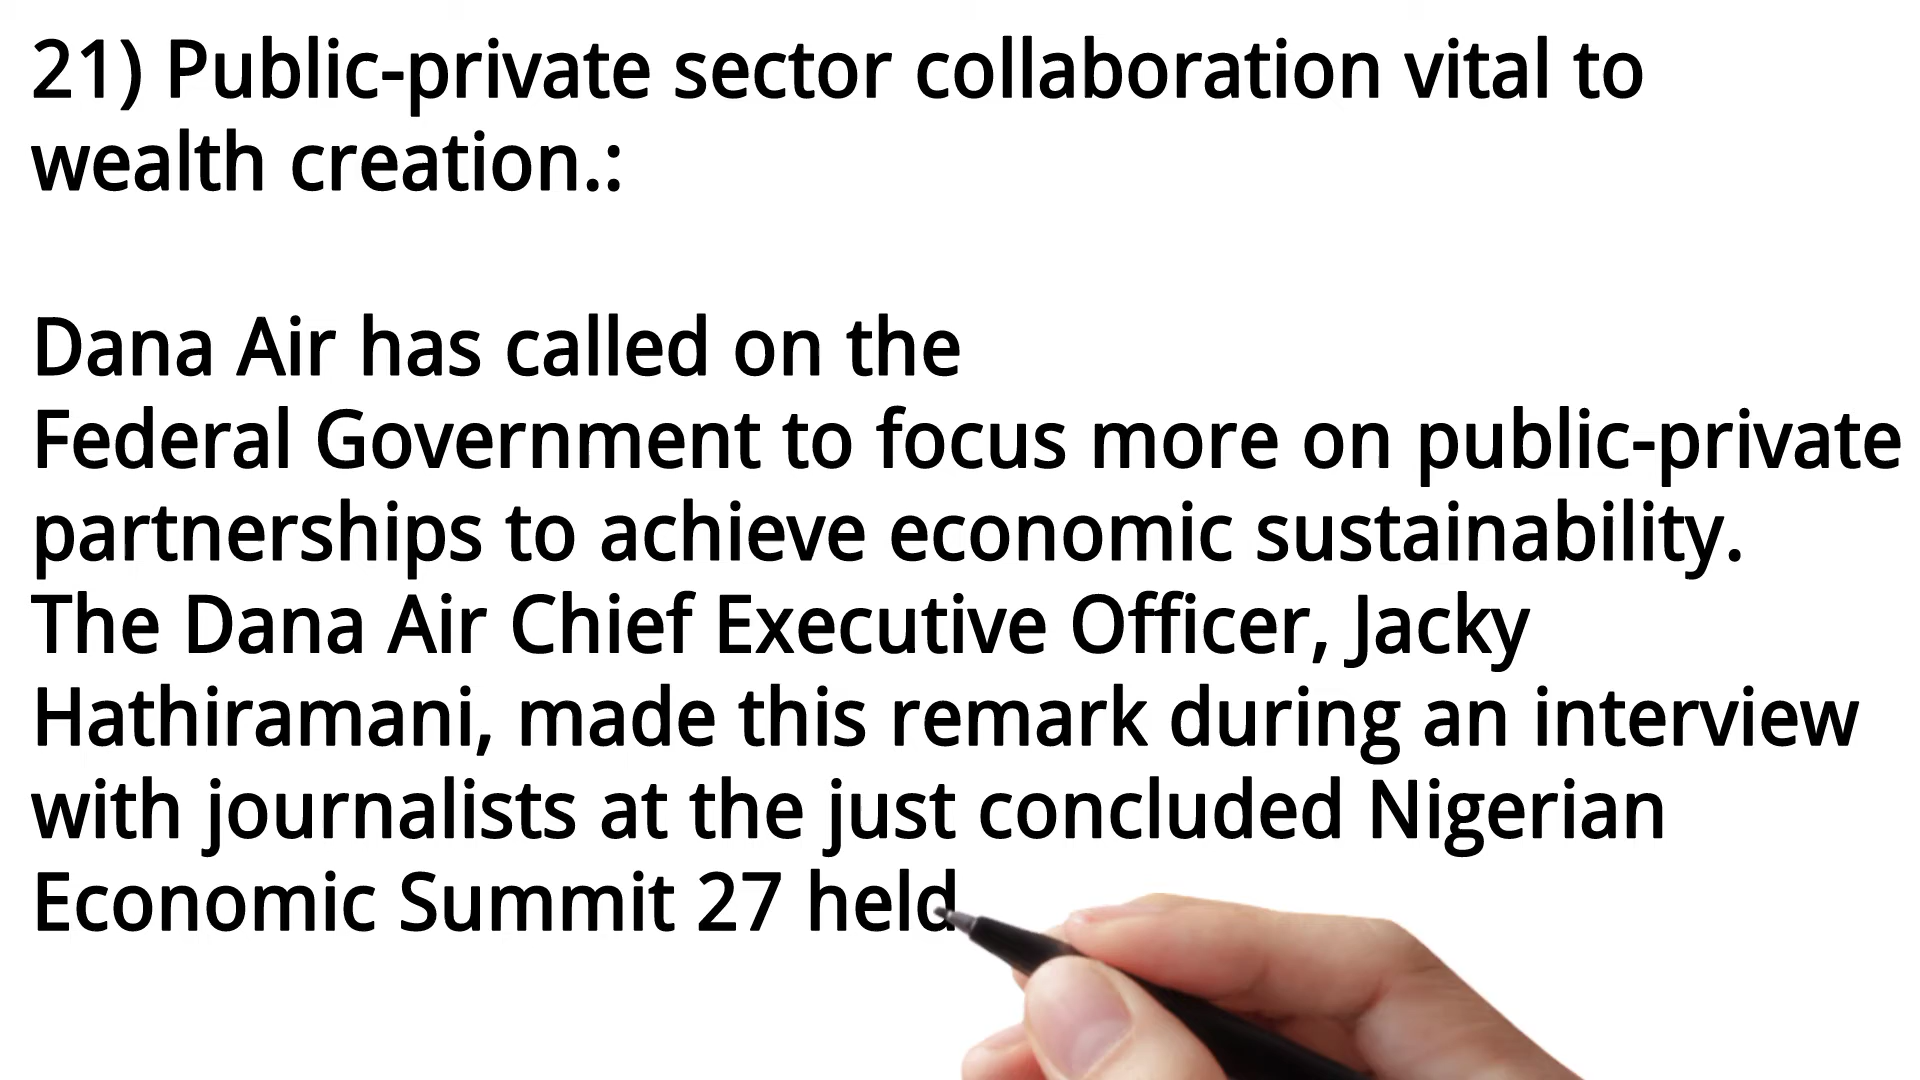 21) Public-private sector collaboration vital to
wealth creation.:
Dana Air has called on the
Federal Government to focus more on public-private
partnerships to achieve economic sustainability.
The Dana Air Chief Executive Officer, Jacky
Hathiramani, made this remark during an interview
with journalists at the just concluded Nigerian
Economic Summit 27 held